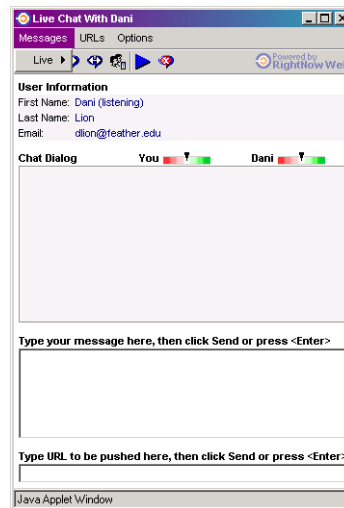 Live Chat With Dani
Messages URLs Options
Live
Powered by
RightNow We
User Information
First Name: Dani (listening)
Last Name: Lion
Email: dlion@feather.edu
Chat Dialog You Dani
Type your message here, then click Send or press <Enter>
Type URL to be pushed here, then click Send or press <Enter>
Java Applet Window